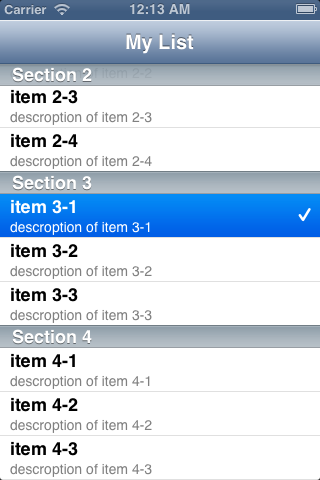 Carrier 12:13 AM
My List
Section 2
item 2-3
descroption of item 2-3
item 2-4
descroption of item 2-4
Section 3
item 3-1
descroption of item 3-1
item 3-2
descroption of item 3-2
item 3-3
descroption of item 3-3
Section 4
item 4-1
descroption of item 4-1
item 4-2
descroption of item 4-2
item 4-3
descroption of item 4-3